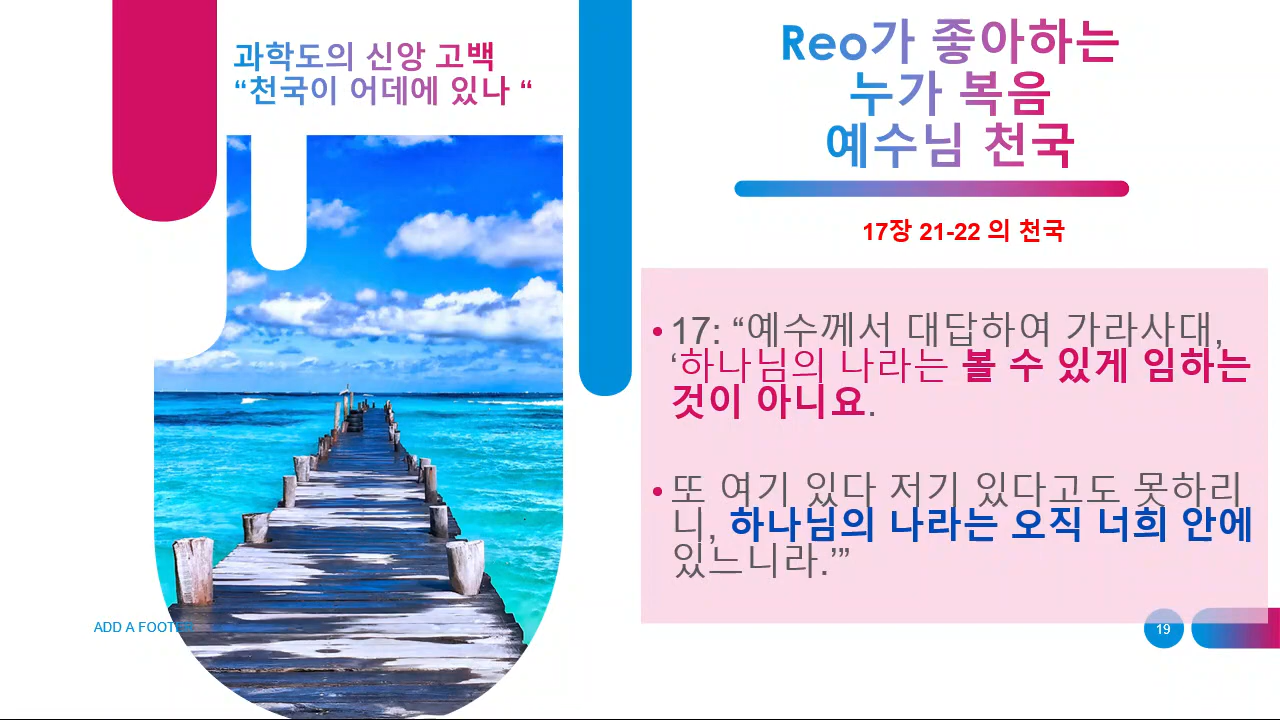 과학도의 신앙 고백
“천국이 어데에 있나 “
Reo가 좋아하는
누가 복음
예수님 천국
17장 21-22 의 천국
• 17: “예수께서 대답하여 가라사대,
‘하나님의 나라는 볼 수 있게 임하는
것이 아니요.
• 또 여기 있다 저기 있다고도 못하리
니, 하나님의 나라는 오직 너희 안에
있느니라.’”
ADD A FOOTER
19